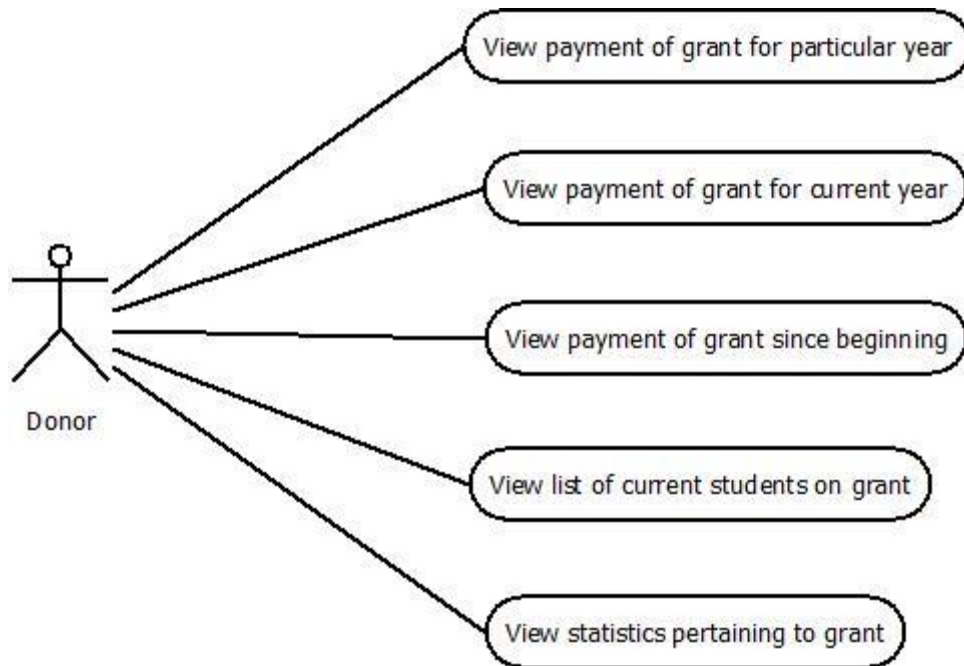 View payment of grant for particular year
View payment of grant for current year
View payment of grant since beginning
Donor
View list of current students on grant
View statistics pertaining to grant